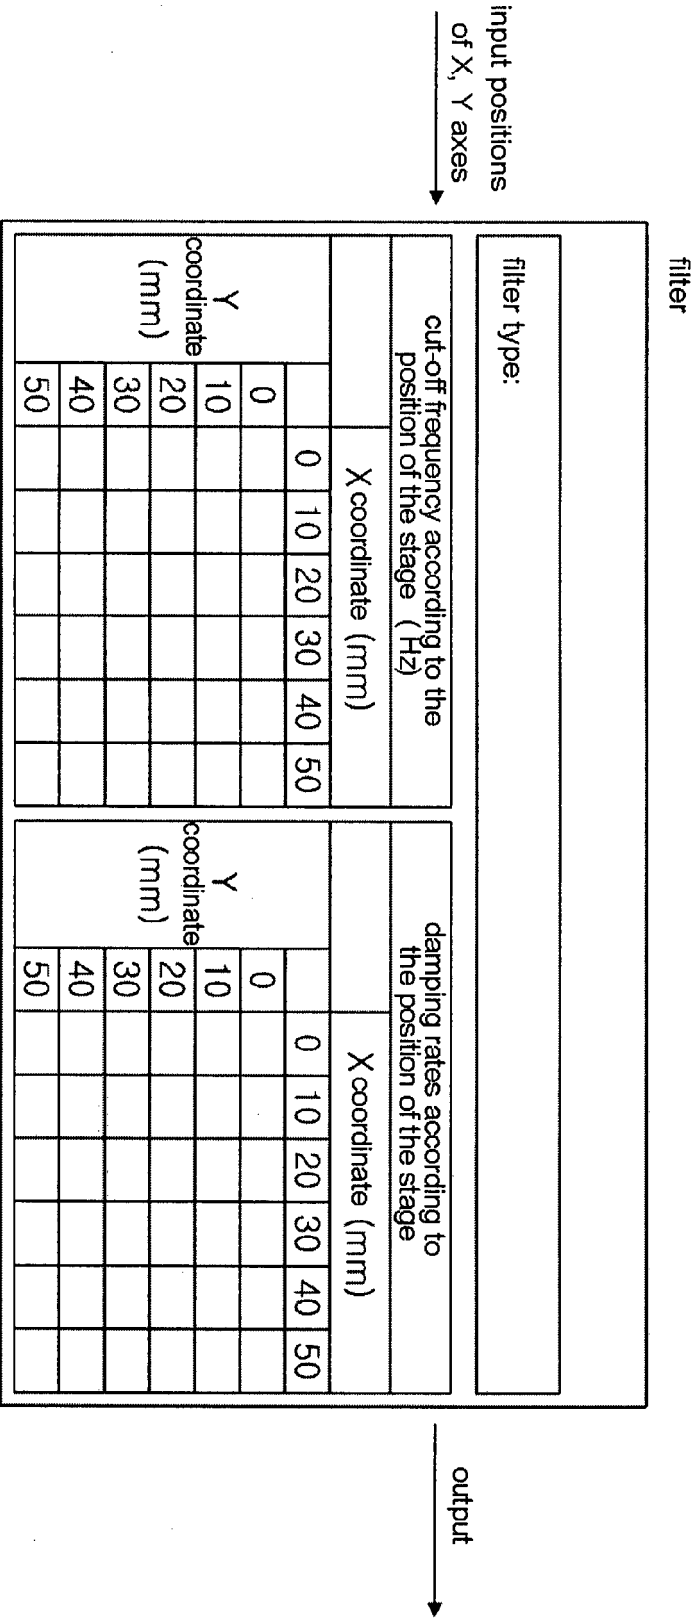 filter
input positions
of X, Y axes
filter type:
cut-off frequency according to the
position of the stage (Hz)
X coordinate (mm)
0 10 20 30 40 50
Y
coordinate
(mm)
0
10
20
30
40
50
damping rates according to
the position of the stage
X coordinate (mm)
0 10 20 30 40 50
Y
coordinate
(mm)
0
10
20
30
40
50
output